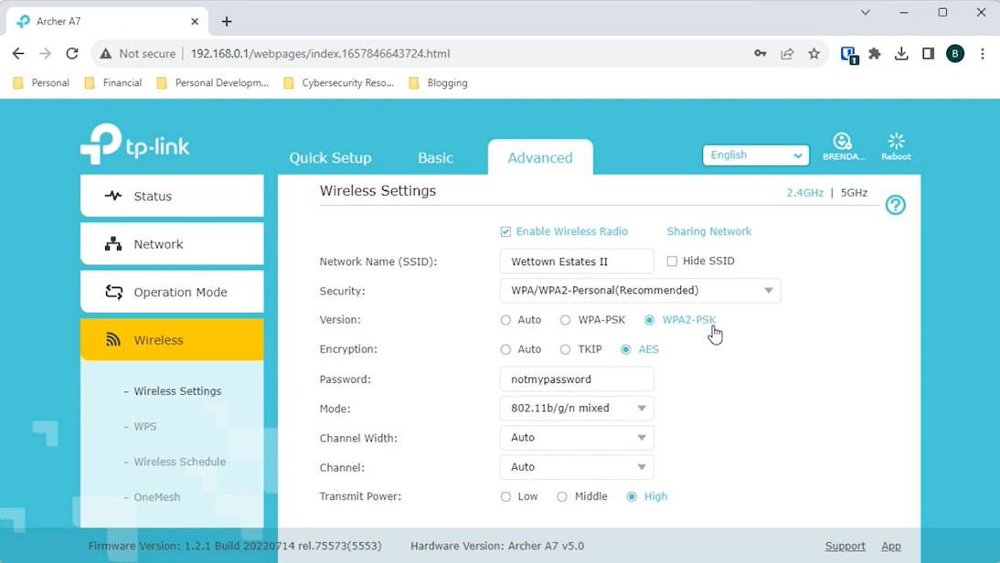 Archer A7
Not secure 192.168.0.1/webpages/index.1657846643724.html
1
B
Personal Financial Personal Developm... Cybersecurity Reso... Blogging
tp-link
Quick Setup Basic Advanced English BRENDA... Reboot
Status
Network
Operation Mode
Wireless
- Wireless Settings
- WPS
- Wireless Schedule
- OneMesh
Wireless Settings 2.4GHz | 5GHz
?
Enable Wireless Radio Sharing Network
Network Name (SSID): Wettown Estates II Hide SSID
Security: WPA/WPA2-Personal(Recommended)
Version: Auto WPA-PSK WPA2-PSK
Encryption: Auto TKIP AES
Password: notmypassword
Mode: 802.11b/g/n mixed
Channel Width: Auto
Channel: Auto
Transmit Power: Low Middle High
Firmware Version: 1.2.1 Build 20220714 rel.75573(5553) Hardware Version: Archer A7 v5.0 Support App